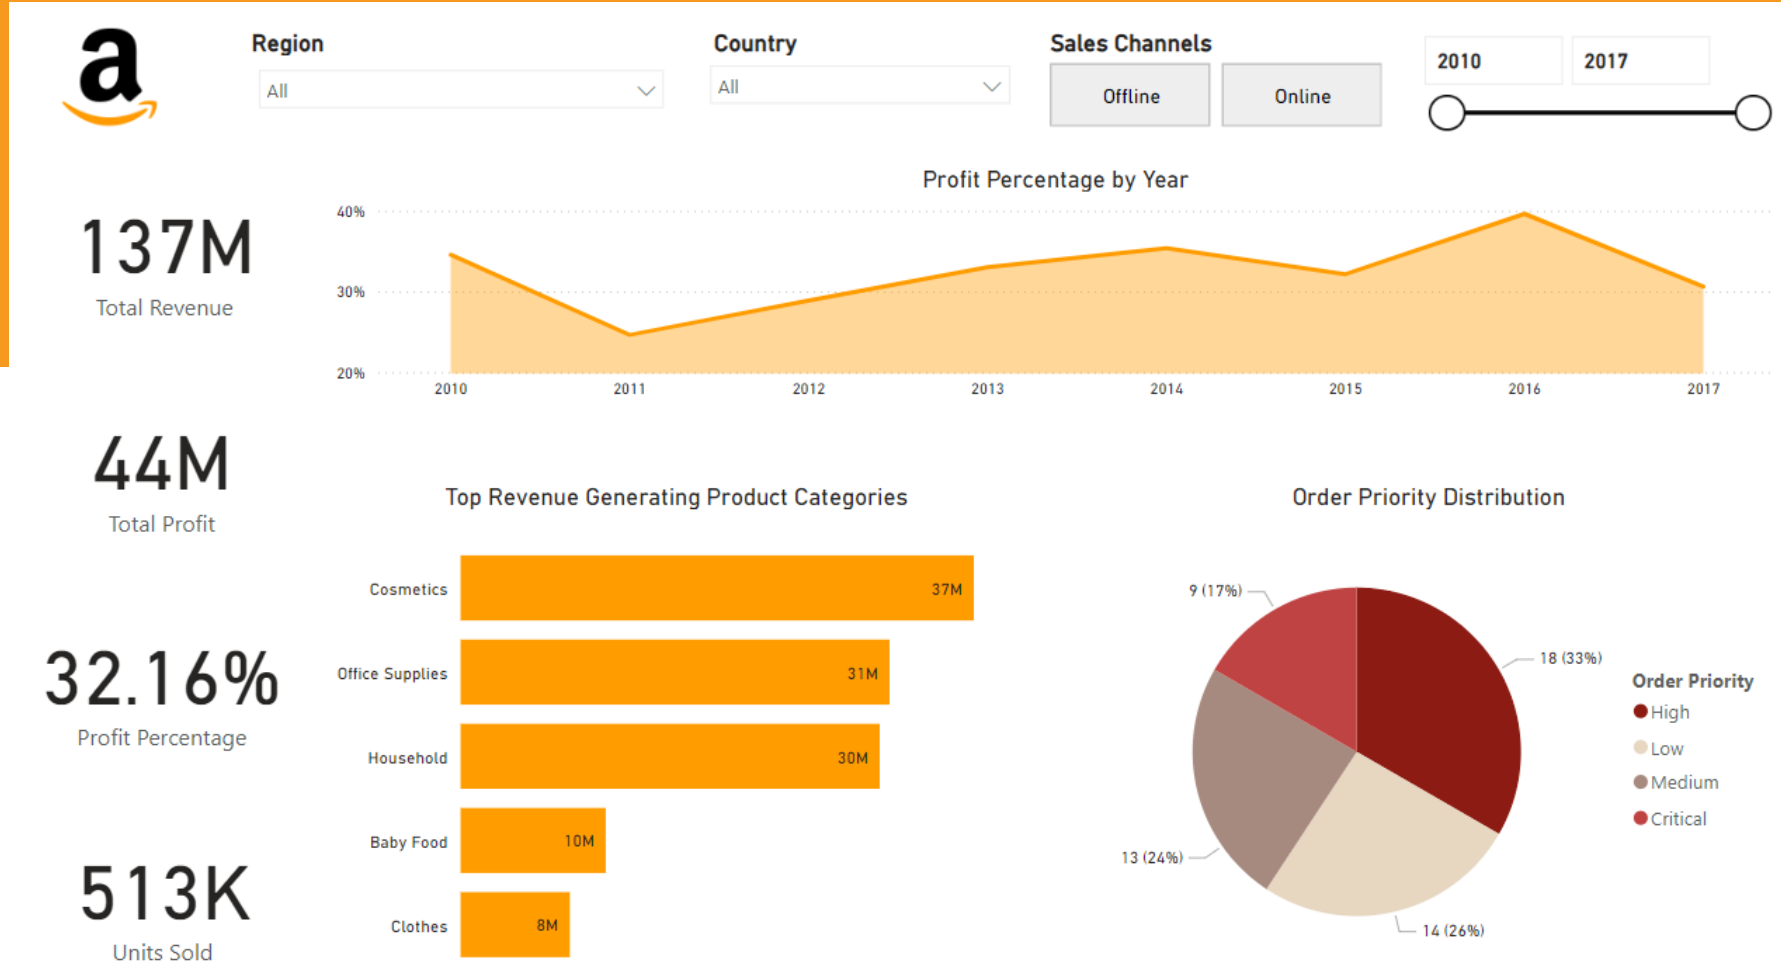 a
Region
All
Country
All
Sales Channels
Offline
Online
2010
2017
137M
Total Revenue
44M
Total Profit
32.16%
Profit Percentage
513K
Units Sold
Profit Percentage by Year
40%
30%
20%
2010
2011
2012
2013
2014
2015
2016
2017
Top Revenue Generating Product Categories
Cosmetics
37M
Office Supplies
31M
Household
30M
Baby Food
10M
Clothes
8M
Order Priority Distribution
9 (17%)
18 (33%)
13 (24%)
14 (26%)
Order Priority
High
Low
Medium
Critical